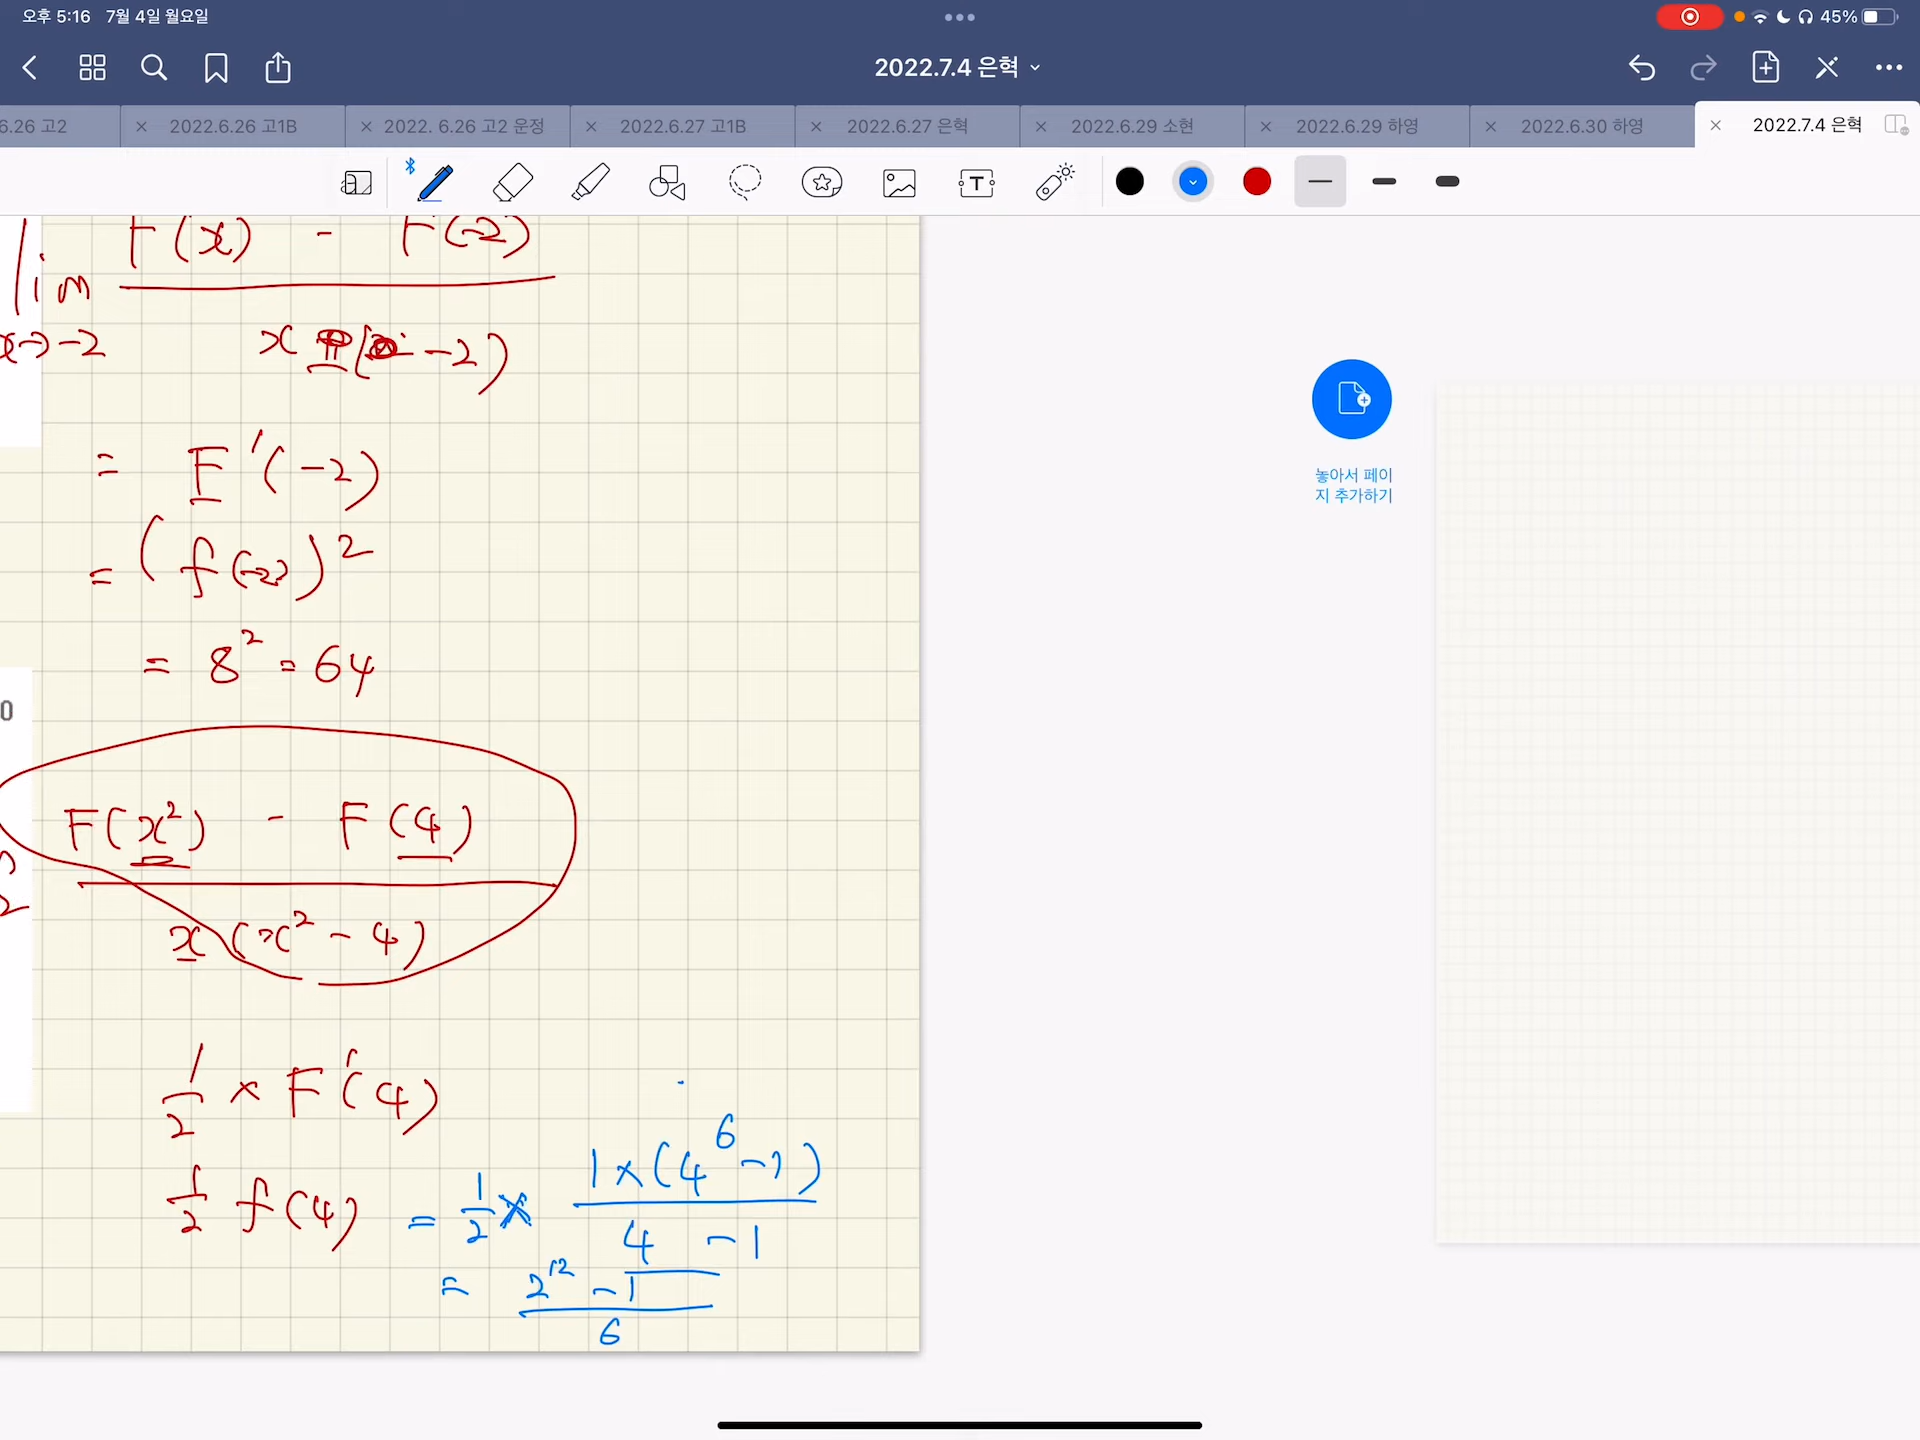 오후 5:16 7월 4일 월요일
45%
2022.7.4 은혁
6.26 고2
2022.6.26 고1B
2022. 6.26 고2 운정
2022.6.27 고1B
2022.6.27 은혁
2022.6.29 소현
2022.6.29 하영
2022.6.30 하영
2022.7.4 은혁
T
F(x) - F(-2)
lim
x→-2
x - ( -2)
= F'(-2)
= (f(-2))²
= 8² = 64
0
F(x²) - F(4)
2
x(x² - 4)
1/2 × F'(4)
1/2 f(4) = 1/2 × 1×(4⁶-1) / 4 - 1
= 2¹² - 1 / 6
놓아서 페이
지 추가하기